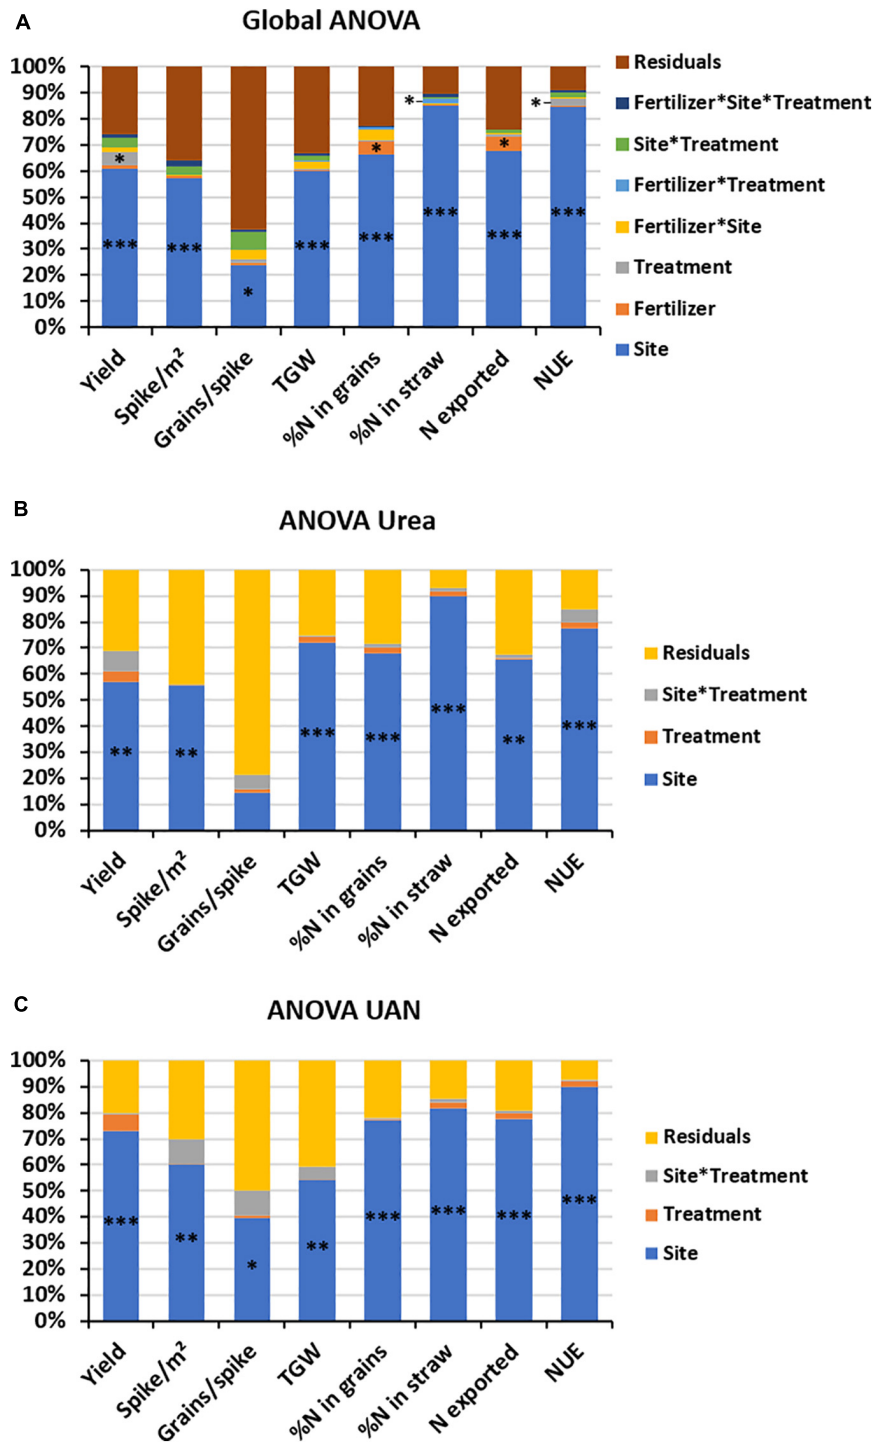 A
Global ANOVA
100%
90%
80%
70%
60%
50%
40%
30%
20%
10%
0%
*
*
*
*
*
***
***
*
***
***
***
***
***
Yield
Spike/m²
Grains/spike
TGW
%N in grains
%N in straw
N exported
NUE
Residuals
Fertilizer*Site*Treatment
Site*Treatment
Fertilizer*Treatment
Fertilizer*Site
Treatment
Fertilizer
Site
B
ANOVA Urea
100%
90%
80%
70%
60%
50%
40%
30%
20%
10%
0%
**
**
***
***
***
**
***
Yield
Spike/m²
Grains/spike
TGW
%N in grains
%N in straw
N exported
NUE
Residuals
Site*Treatment
Treatment
Site
C
ANOVA UAN
100%
90%
80%
70%
60%
50%
40%
30%
20%
10%
0%
***
**
*
**
***
***
***
***
Yield
Spike/m²
Grains/spike
TGW
%N in grains
%N in straw
N exported
NUE
Residuals
Site*Treatment
Treatment
Site